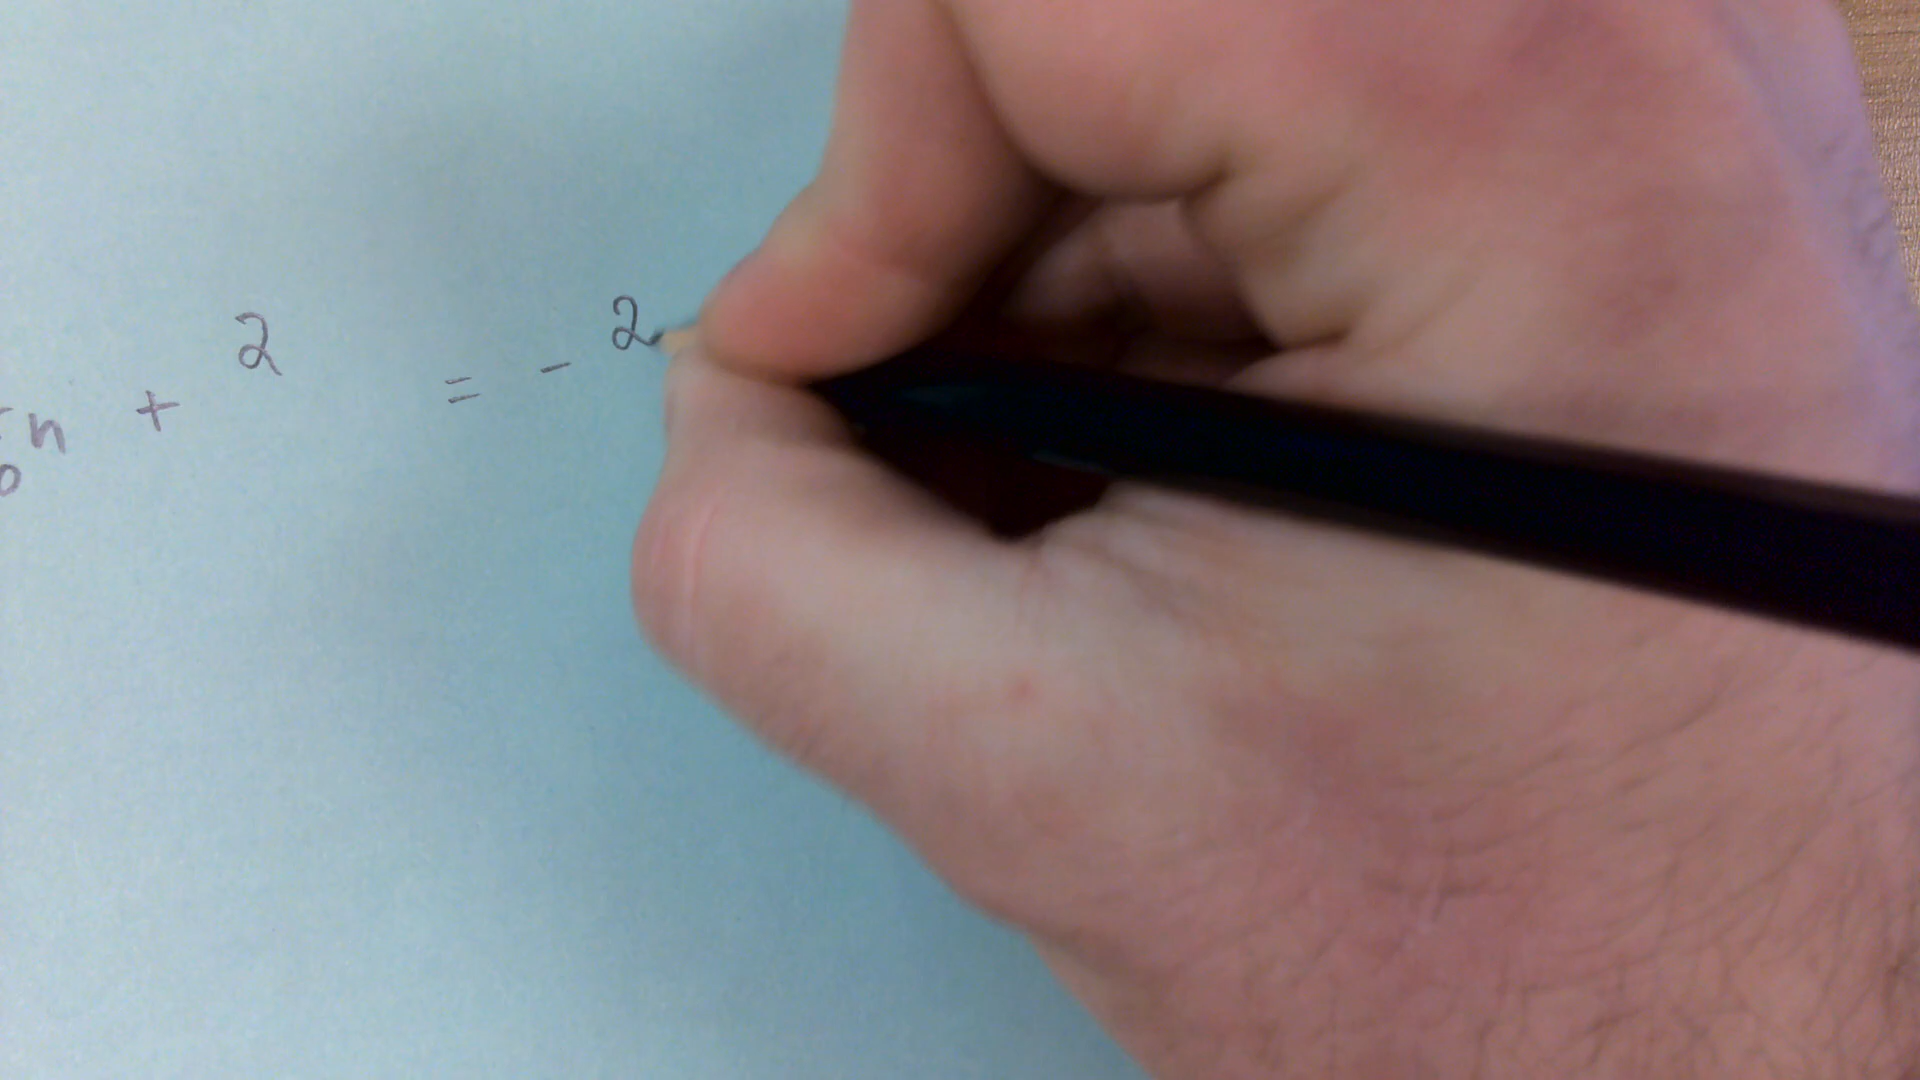 n + 2 = - 2